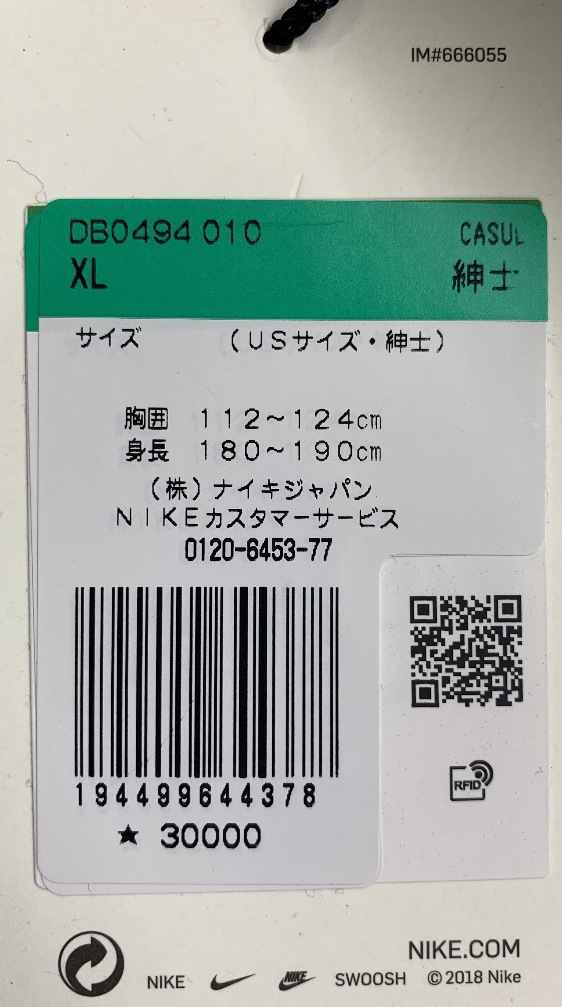 IM#666055
DB0494 010
CASUL
XL
紳士
サイズ (USサイズ・紳士)
胸囲 112~124cm
身長 180~190cm
(株)ナイキジャパン
NIKEカスタマーサービス
0120-6453-77
194499644378
★ 30000
RFID
NIKE.COM
NIKE NIKE SWOOSH ©2018 Nike